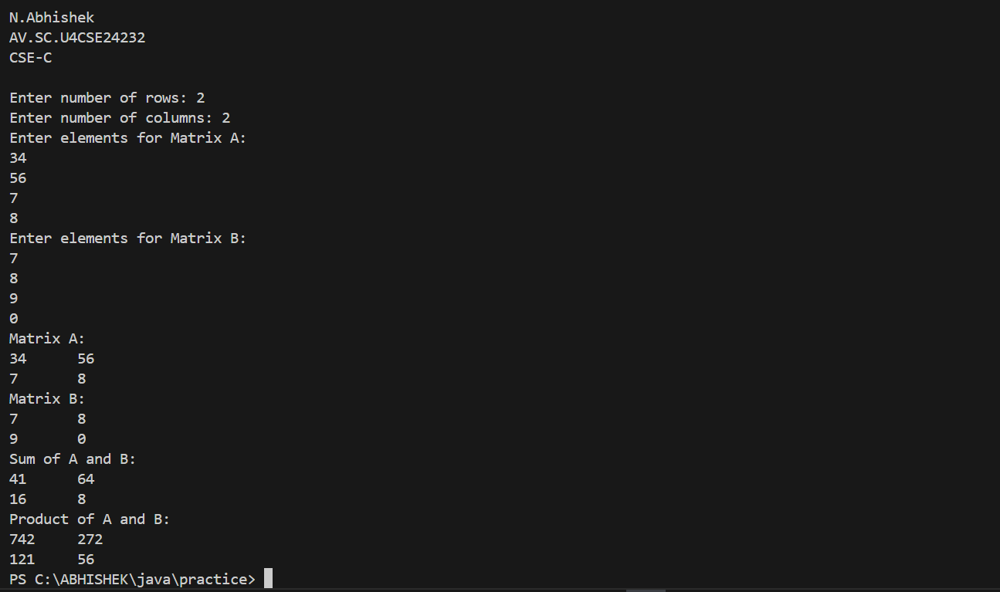 N.Abhishek
AV.SC.U4CSE24232
CSE-C
Enter number of rows: 2
Enter number of columns: 2
Enter elements for Matrix A:
34
56
7
8
Enter elements for Matrix B:
7
8
9
0
Matrix A:
34 56
7 8
Matrix B:
7 8
9 0
Sum of A and B:
41 64
16 8
Product of A and B:
742 272
121 56
PS C:\ABHISHEK\java\practice>